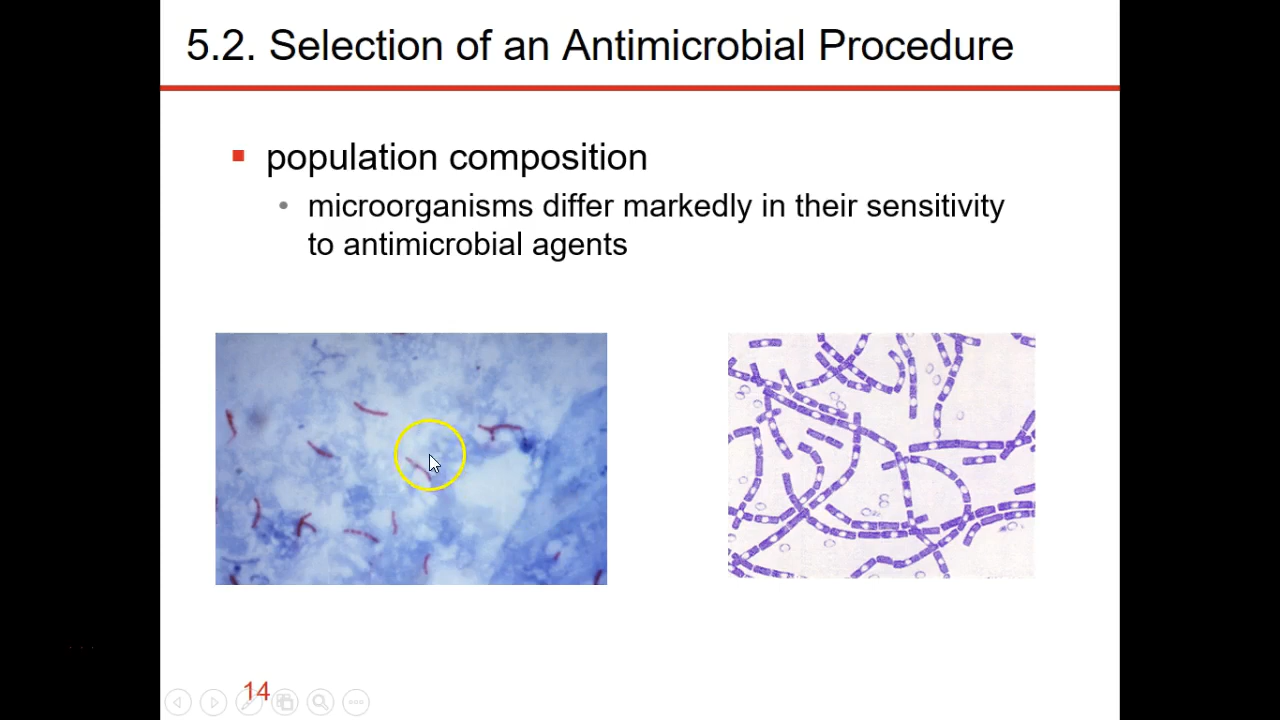 5.2. Selection of an Antimicrobial Procedure
population composition
microorganisms differ markedly in their sensitivity
to antimicrobial agents
14